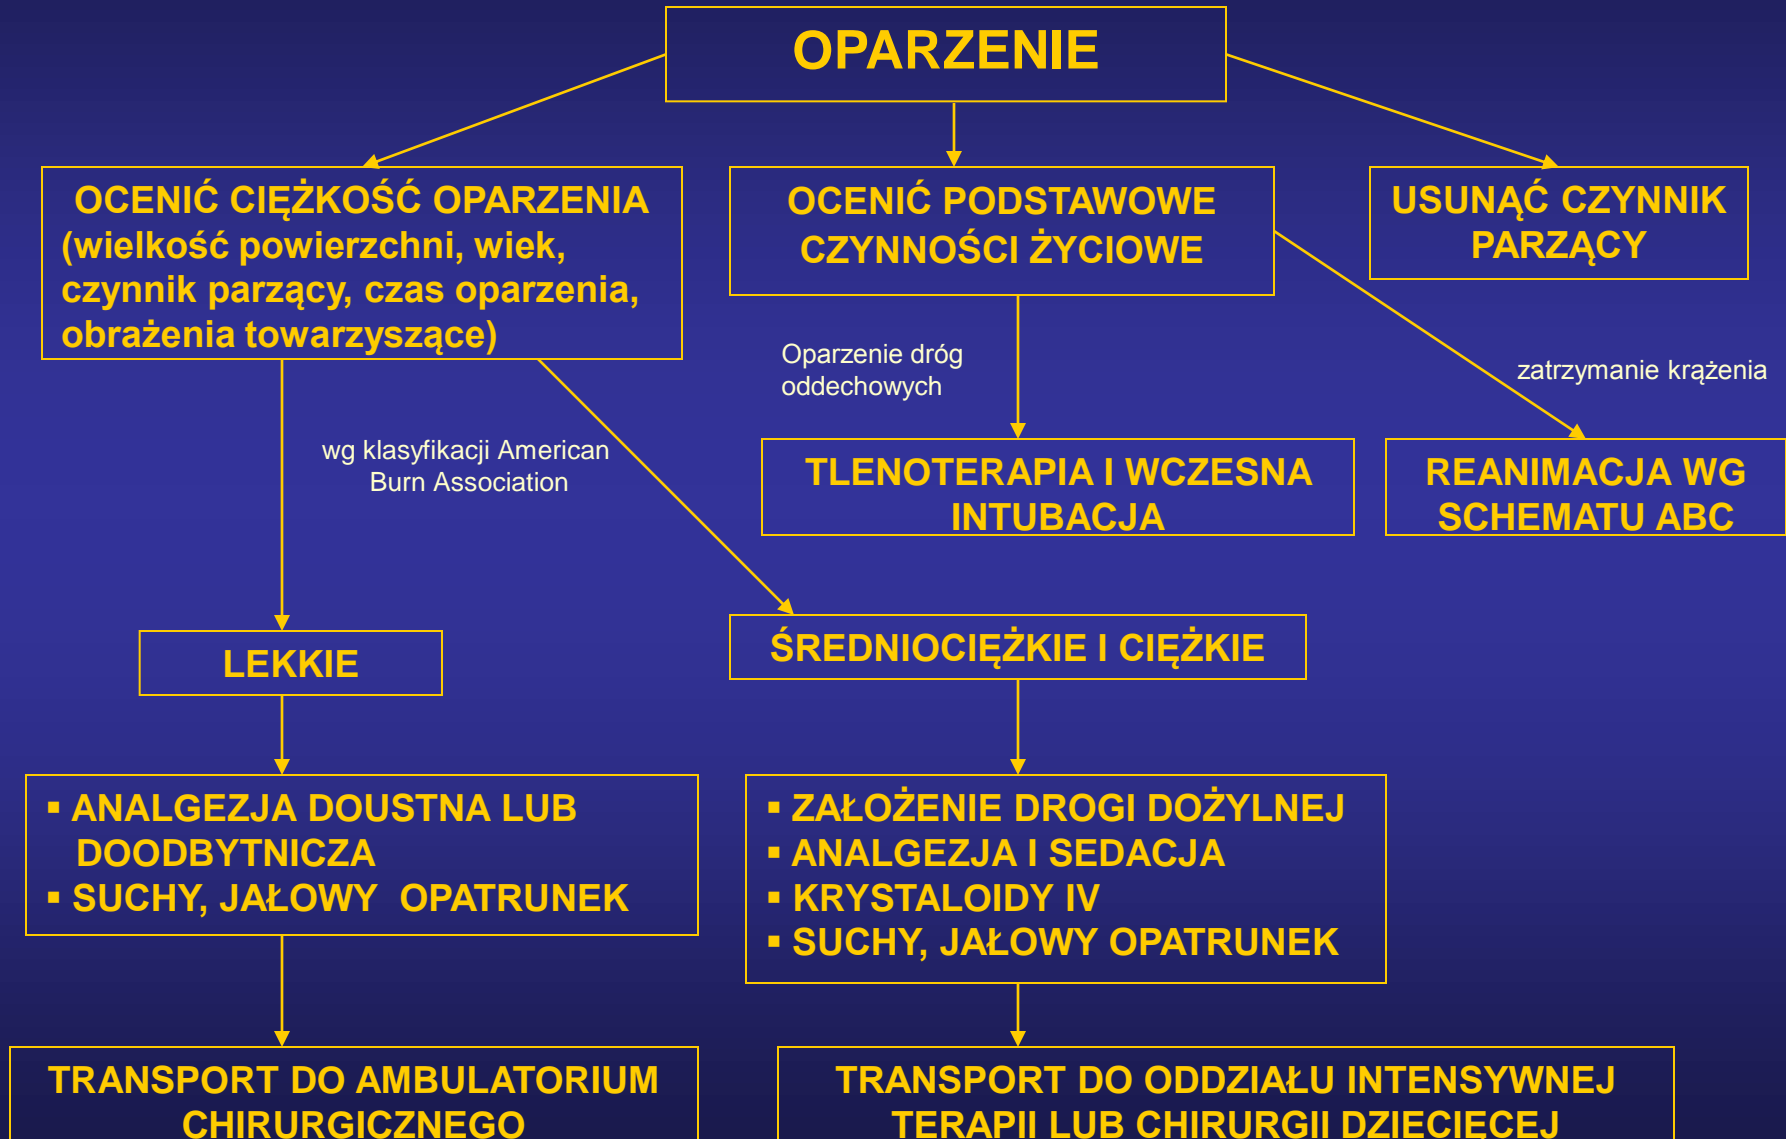 OPARZENIE
OCENIĆ CIĘŻKOŚĆ OPARZENIA
(wielkość powierzchni, wiek,
czynnik parzący, czas oparzenia,
obrażenia towarzyszące)
OCENIĆ PODSTAWOWE
CZYNNOŚCI ŻYCIOWE
USUNĄĆ CZYNNIK
PARZĄCY
Oparzenie dróg
oddechowych
zatrzymanie krążenia
wg klasyfikacji American
Burn Association
TLENOTERAPIA I WCZESNA
INTUBACJA
REANIMACJA WG
SCHEMATU ABC
LEKKIE
ŚREDNIOCIĘŻKIE I CIĘŻKIE
▪ ANALGEZJA DOUSTNA LUB
DOODBYTNICZA
▪ SUCHY, JAŁOWY OPATRUNEK
▪ ZAŁOŻENIE DROGI DOŻYLNEJ
▪ ANALGEZJA I SEDACJA
▪ KRYSTALOIDY IV
▪ SUCHY, JAŁOWY OPATRUNEK
TRANSPORT DO AMBULATORIUM
CHIRURGICZNEGO
TRANSPORT DO ODDZIAŁU INTENSYWNEJ
TERAPII LUB CHIRURGII DZIECIĘCEJ